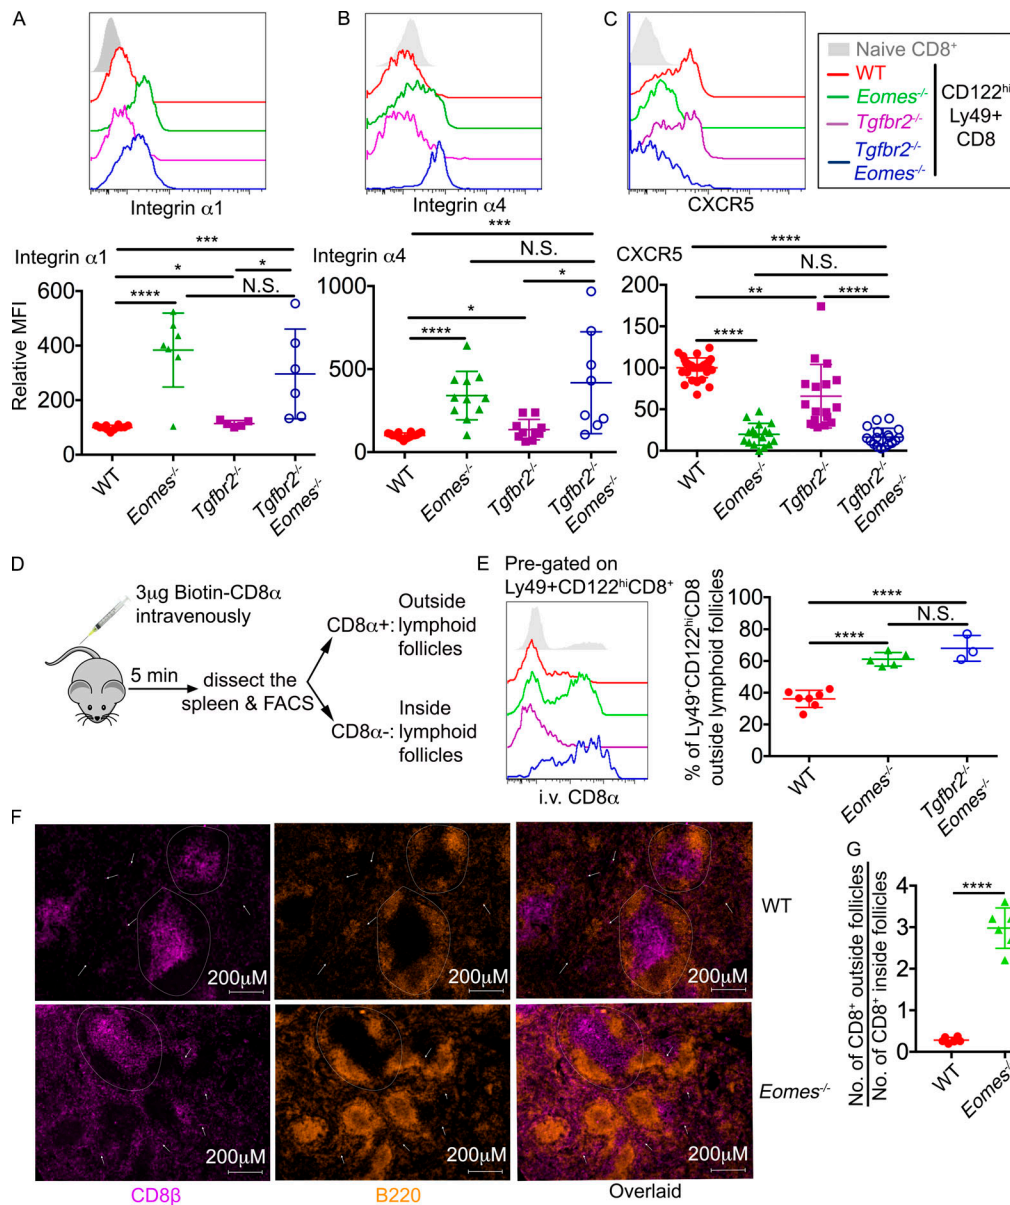 A
B
C
Integrin α1
Integrin α4
CXCR5
Naive CD8⁺
WT
Eomes⁻/⁻
Tgfbr2⁻/⁻
Tgfbr2⁻/⁻
Eomes⁻/⁻
CD122ʰⁱ
Ly49+
CD8
Integrin α1
***
*
*
****
N.S.
Relative MFI
600
400
200
0
WT
Eomes⁻/⁻
Tgfbr2⁻/⁻
Tgfbr2⁻/⁻
Eomes⁻/⁻
Integrin α4
***
N.S.
*
*
****
1000
500
0
WT
Eomes⁻/⁻
Tgfbr2⁻/⁻
Tgfbr2⁻/⁻
Eomes⁻/⁻
CXCR5
****
N.S.
**
****
****
200
150
100
50
0
WT
Eomes⁻/⁻
Tgfbr2⁻/⁻
Tgfbr2⁻/⁻
Eomes⁻/⁻
D
3μg Biotin-CD8α
intravenously
5 min
dissect the
spleen & FACS
CD8α+:
Outside
lymphoid
follicles
CD8α-:
Inside
lymphoid
follicles
E
Pre-gated on
Ly49+CD122ʰⁱCD8⁺
i.v. CD8α
% of Ly49⁺CD122ʰⁱCD8
outside lymphoid follicles
****
N.S.
****
100
80
60
40
20
0
WT
Eomes⁻/⁻
Tgfbr2⁻/⁻
Eomes⁻/⁻
F
200μM
200μM
200μM
WT
200μM
200μM
200μM
Eomes⁻/⁻
CD8β
B220
Overlaid
G
No. of CD8⁺ outside follicles
No. of CD8⁺ inside follicles
****
4
3
2
1
0
WT
Eomes⁻/⁻